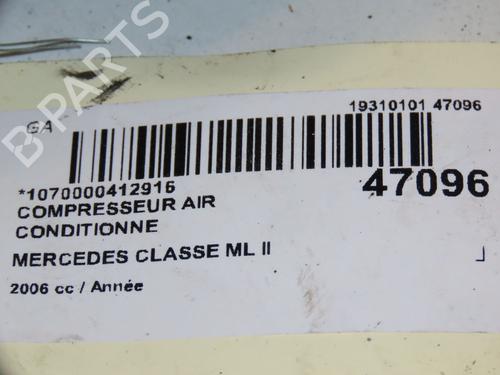 GA
19310101 47096
*1070000412916
47096
COMPRESSEUR AIR
CONDITIONNE
MERCEDES CLASSE ML II
2006 cc / Année
B PARTS